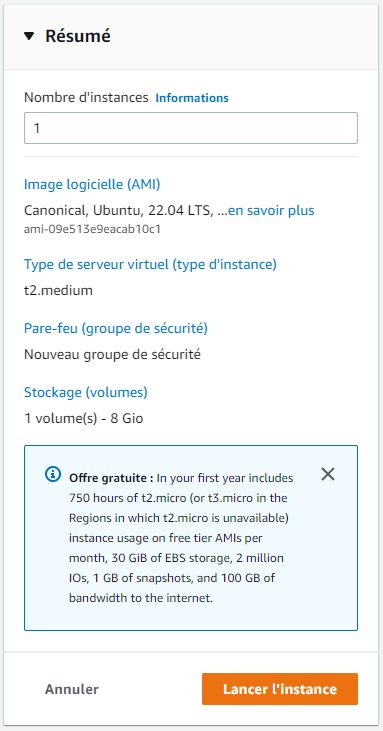 Résumé
Nombre d'instances Informations
1
Image logicielle (AMI)
Canonical, Ubuntu, 22.04 LTS, ...en savoir plus
ami-09e513e9eacab10c1
Type de serveur virtuel (type d'instance)
t2.medium
Pare-feu (groupe de sécurité)
Nouveau groupe de sécurité
Stockage (volumes)
1 volume(s) - 8 Gio
Offre gratuite : In your first year includes
750 hours of t2.micro (or t3.micro in the
Regions in which t2.micro is unavailable)
instance usage on free tier AMIs per
month, 30 GiB of EBS storage, 2 million
IOs, 1 GB of snapshots, and 100 GB of
bandwidth to the internet.
Annuler
Lancer l'instance